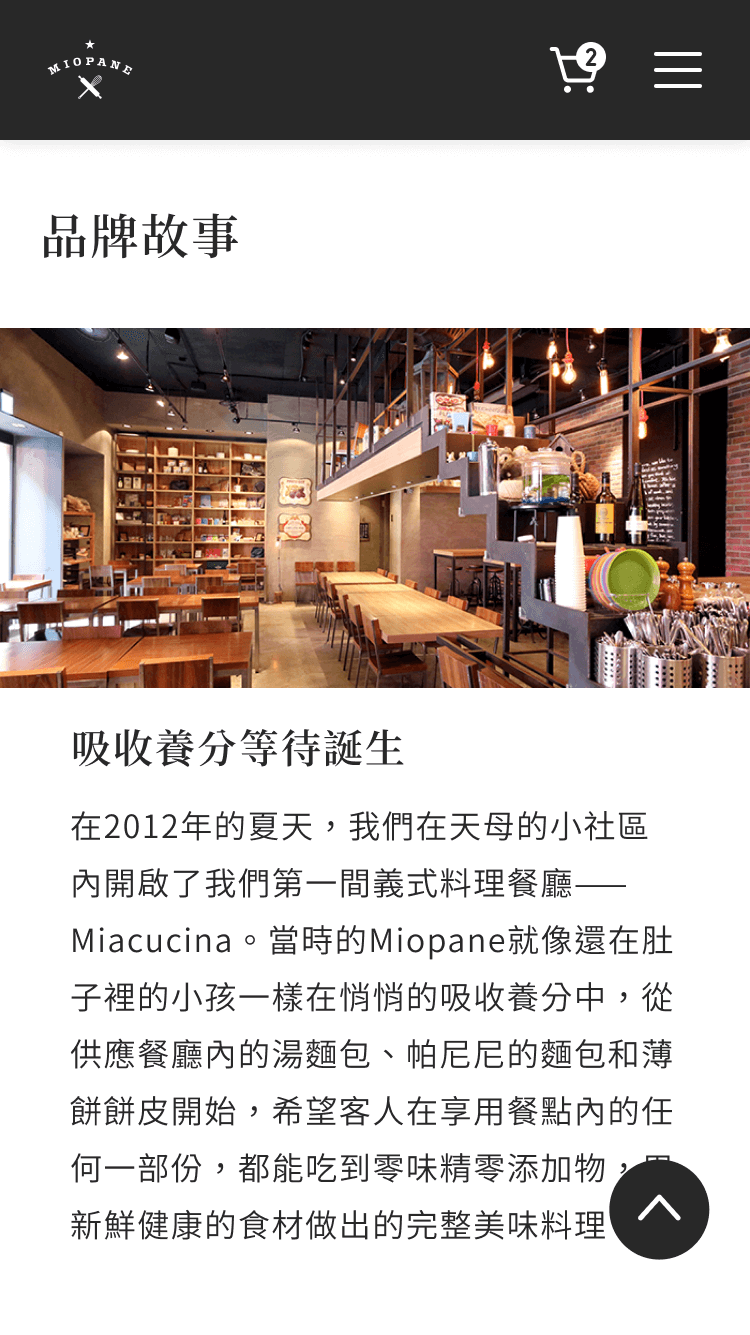 MIOPANE
2
品牌故事
吸收養分等待誕生
在2012年的夏天，我們在天母的小社區
內開啟了我們第一間義式料理餐廳——
Miacucina。當時的Miopane就像還在肚
子裡的小孩一樣在悄悄的吸收養分中，從
供應餐廳內的湯麵包、帕尼尼的麵包和薄
餅餅皮開始，希望客人在享用餐點內的任
何一部份，都能吃到零味精零添加物，
新鮮健康的食材做出的完整美味料理